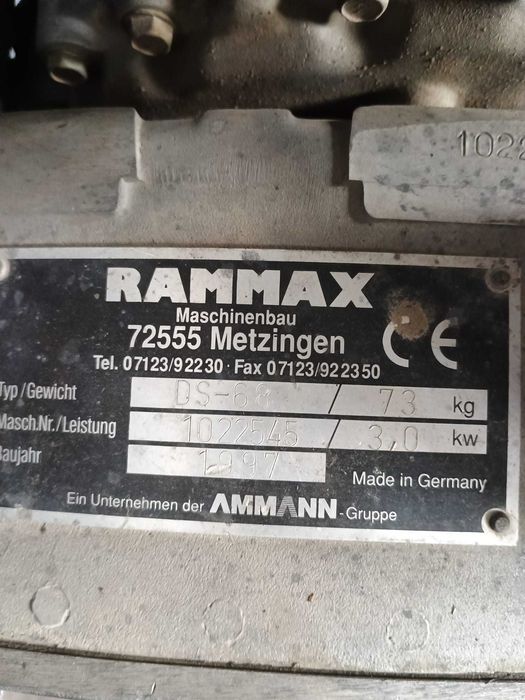 1022
RAMMAX
Maschinenbau
72555 Metzingen
Tel. 07123/92230 · Fax 07123/922350
CE
Typ/Gewicht DS-68 / 73 kg
Masch.Nr./Leistung 1022545 / 3,0 kw
Baujahr 1997
Made in Germany
Ein Unternehmen der AMMANN-Gruppe